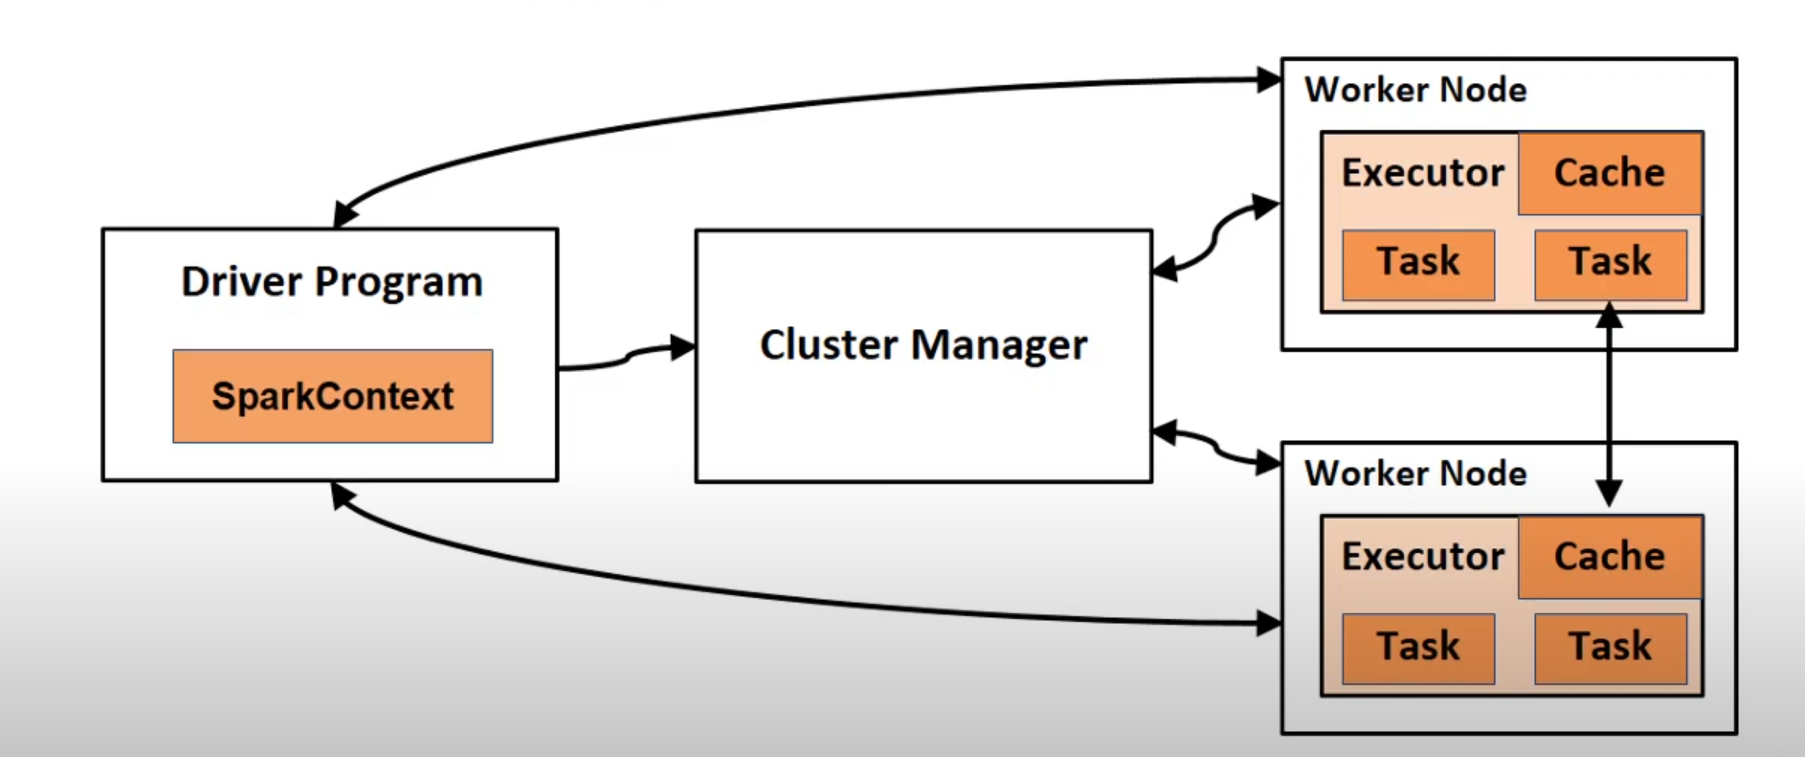 Driver Program
SparkContext
Cluster Manager
Worker Node
Executor
Cache
Task
Task
Worker Node
Executor
Cache
Task
Task